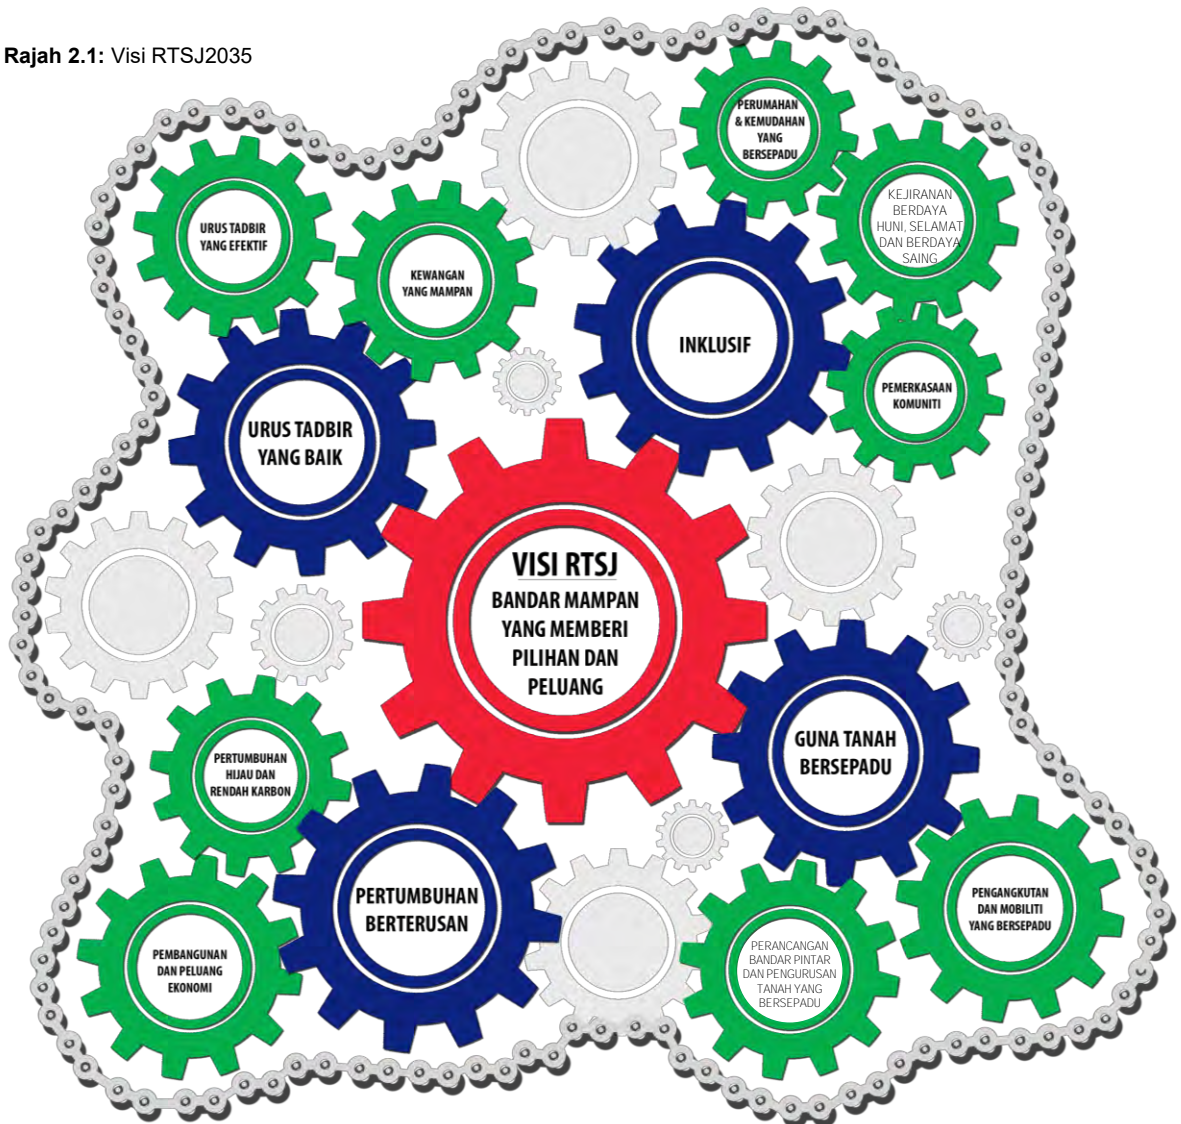 Rajah 2.1: Visi RTSJ2035
PERUMAHAN
& KEMUDAHAN
YANG
BERSEPADU
KEJIRANAN
BERDAYA
HUNI, SELAMAT
DAN BERDAYA
SAING
URUS TADBIR
YANG EFEKTIF
KEWANGAN
YANG MAMPAN
INKLUSIF
PEMERKASAAN
KOMUNITI
URUS TADBIR
YANG BAIK
VISI RTSJ
BANDAR MAMPAN
YANG MEMBERI
PILIHAN DAN
PELUANG
GUNA TANAH
BERSEPADU
PERTUMBUHAN
HIJAU DAN
RENDAH KARBON
PERTUMBUHAN
BERTERUSAN
PENGANGKUTAN
DAN MOBILITI
YANG BERSEPADU
PEMBANGUNAN
DAN PELUANG
EKONOMI
PERANCANGAN
BANDAR PINTAR
DAN PENGURUSAN
TANAH YANG
BERSEPADU